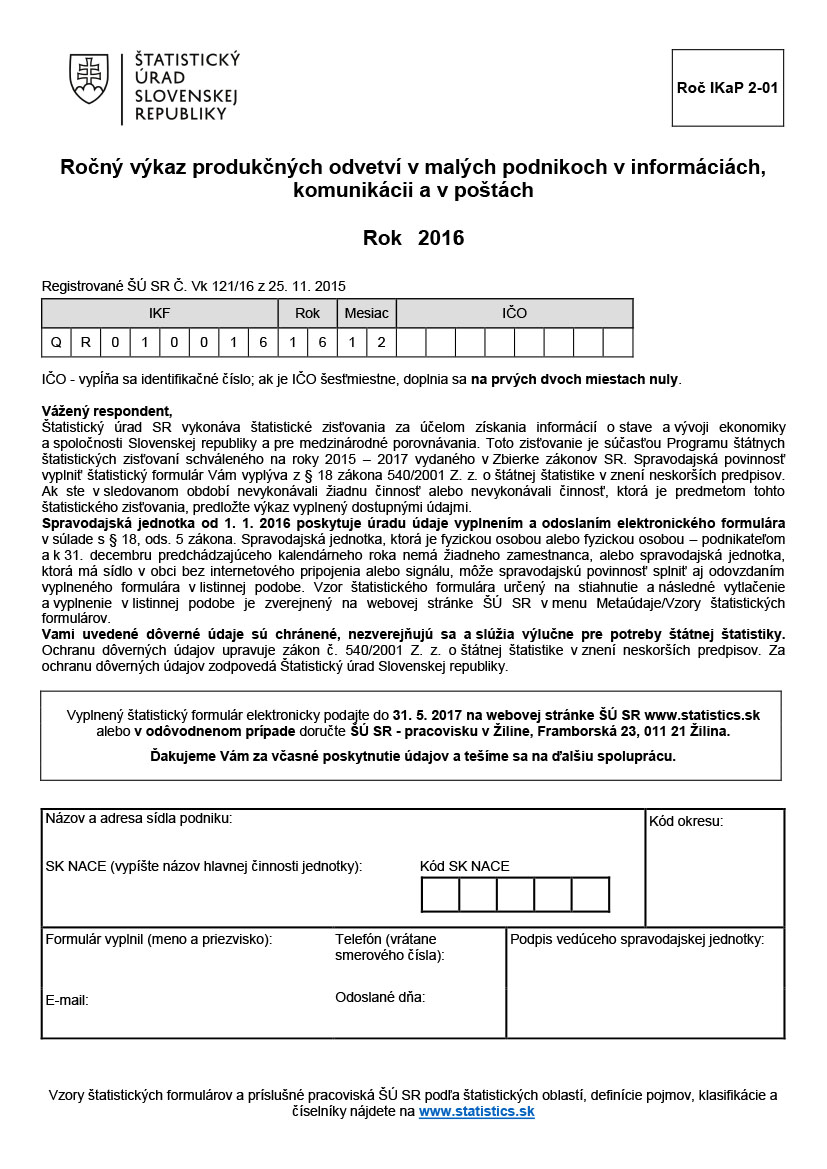 ŠTATISTICKÝ
ÚRAD
SLOVENSKEJ
REPUBLIKY
Roč IKaP 2-01
Ročný výkaz produkčných odvetví v malých podnikoch v informáciách,
komunikácii a v poštách
Rok 2016
Registrované ŠÚ SR Č. Vk 121/16 z 25. 11. 2015
IKF Rok Mesiac IČO
Q R 0 1 0 0 1 6 1 6 1 2
IČO - vypĺňa sa identifikačné číslo; ak je IČO šesťmiestne, doplnia sa na prvých dvoch miestach nuly.
Vážený respondent,
Štatistický úrad SR vykonáva štatistické zisťovania za účelom získania informácií o stave a vývoji ekonomiky
a spoločnosti Slovenskej republiky a pre medzinárodné porovnávania. Toto zisťovanie je súčasťou Programu štátnych
štatistických zisťovaní schváleného na roky 2015 – 2017 vydaného v Zbierke zákonov SR. Spravodajská povinnosť
vyplniť štatistický formulár Vám vyplýva z § 18 zákona 540/2001 Z. z. o štátnej štatistike v znení neskorších predpisov.
Ak ste v sledovanom období nevykonávali žiadnu činnosť alebo nevykonávali činnosť, ktorá je predmetom tohto
štatistického zisťovania, predložte výkaz vyplnený dostupnými údajmi.
Spravodajská jednotka od 1. 1. 2016 poskytuje úradu údaje vyplnením a odoslaním elektronického formulára
v súlade s § 18, ods. 5 zákona. Spravodajská jednotka, ktorá je fyzickou osobou alebo fyzickou osobou – podnikateľom
a k 31. decembru predchádzajúceho kalendárneho roka nemá žiadneho zamestnanca, alebo spravodajská jednotka,
ktorá má sídlo v obci bez internetového pripojenia alebo signálu, môže spravodajskú povinnosť splniť aj odovzdaním
vyplneného formulára v listinnej podobe. Vzor štatistického formulára určený na stiahnutie a následné vytlačenie
a vyplnenie v listinnej podobe je zverejnený na webovej stránke ŠÚ SR v menu Metaúdaje/Vzory štatistických
formulárov.
Vami uvedené dôverné údaje sú chránené, nezverejňujú sa a slúžia výlučne pre potreby štátnej štatistiky.
Ochranu dôverných údajov upravuje zákon č. 540/2001 Z. z. o štátnej štatistike v znení neskorších predpisov. Za
ochranu dôverných údajov zodpovedá Štatistický úrad Slovenskej republiky.
Vyplnený štatistický formulár elektronicky podajte do 31. 5. 2017 na webovej stránke ŠÚ SR www.statistics.sk
alebo v odôvodnenom prípade doručte ŠÚ SR - pracovisku v Žiline, Framborská 23, 011 21 Žilina.
Ďakujeme Vám za včasné poskytnutie údajov a tešíme sa na ďalšiu spoluprácu.
Názov a adresa sídla podniku:
Kód okresu:
SK NACE (vypíšte názov hlavnej činnosti jednotky): Kód SK NACE
Formulár vyplnil (meno a priezvisko):
Telefón (vrátane
smerového čísla):
Podpis vedúceho spravodajskej jednotky:
E-mail:
Odoslané dňa:
Vzory štatistických formulárov a príslušné pracoviská ŠÚ SR podľa štatistických oblastí, definície pojmov, klasifikácie a
číselníky nájdete na www.statistics.sk